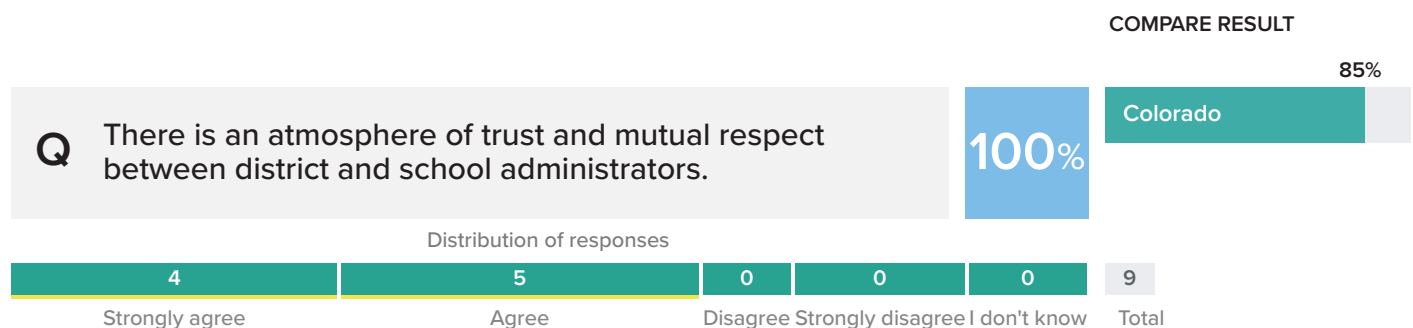 COMPARE RESULT
85%
Colorado
Q
There is an atmosphere of trust and mutual respect
between district and school administrators.
100%
Distribution of responses
4 5 0 0 0 9
Strongly agree Agree Disagree Strongly disagree I don't know Total